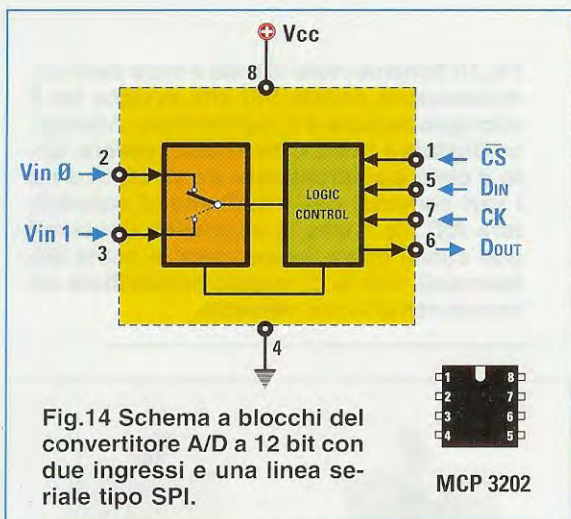 Vcc
8
2
Vin Ø
Vin 1
3
LOGIC
CONTROL
1
CS
5
DIN
7
CK
6
DOUT
4
Fig.14 Schema a blocchi del
convertitore A/D a 12 bit con
due ingressi e una linea se-
riale tipo SPI.
1 8
2 7
3 6
4 5
MCP 3202